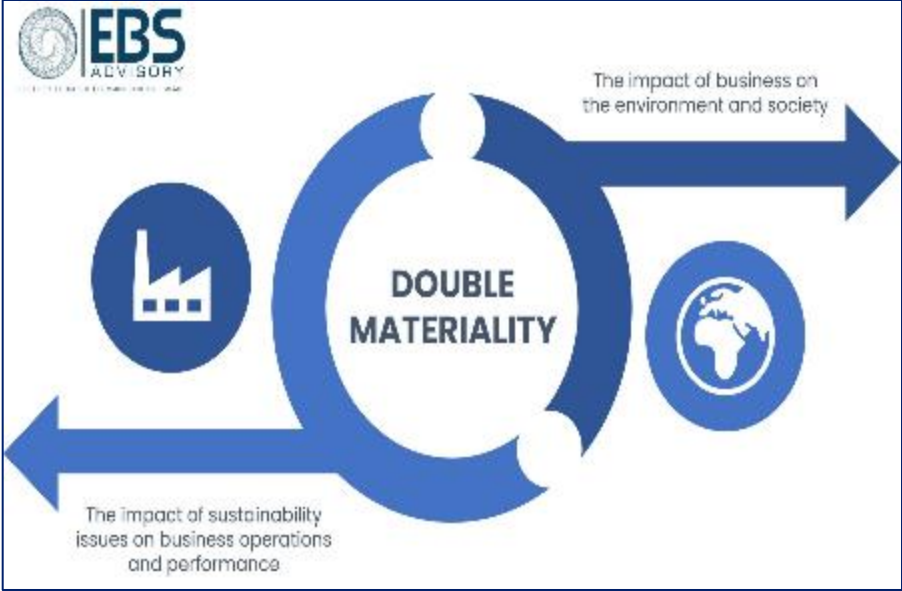 EBS
ADVISORY
The impact of business on
the environment and society
DOUBLE
MATERIALITY
The impact of sustainability
issues on business operations
and performance